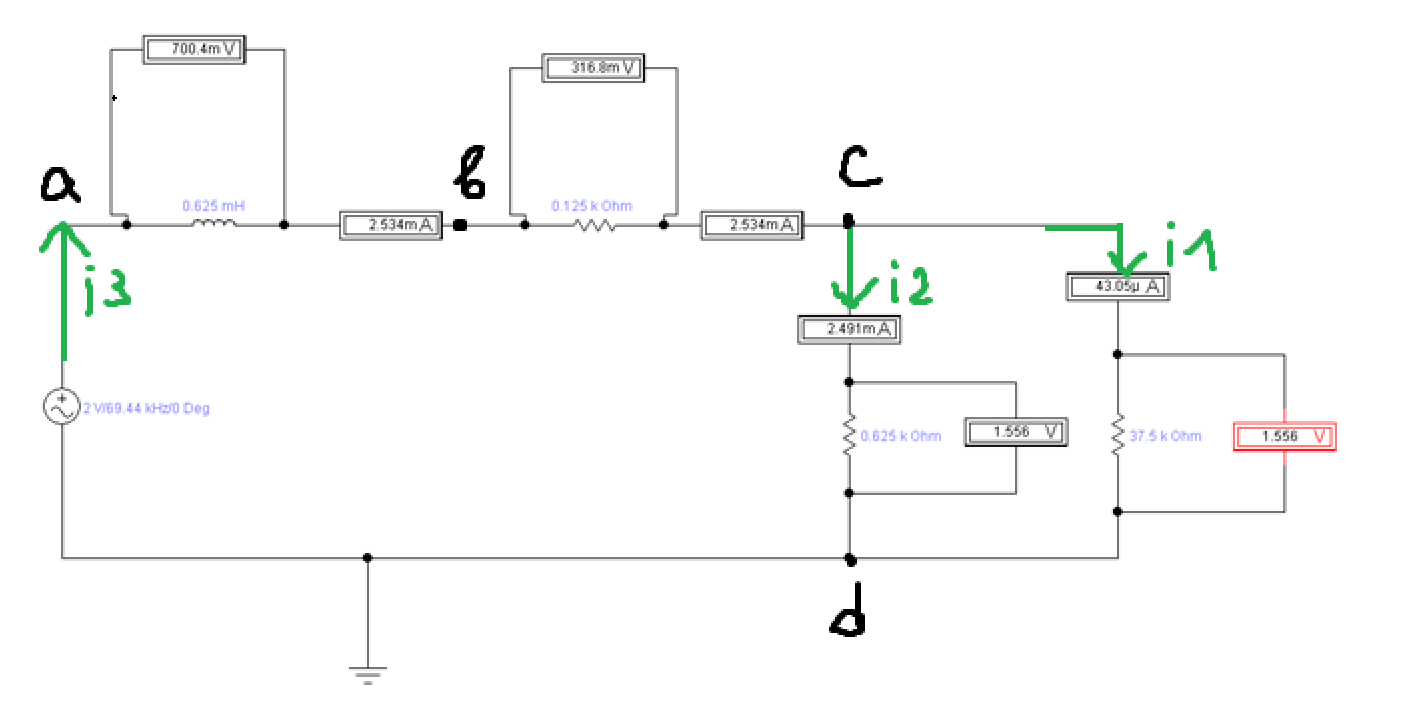 700.4m V
316.8m V
a
в
c
0.625 mH
2.534m A
0.125 k Ohm
2.534m A
j3
i2
i1
43.05µ A
2.491m A
2 V/69.44 kHz/0 Deg
0.625 k Ohm
1.556 V
37.5 k Ohm
1.556 V
d